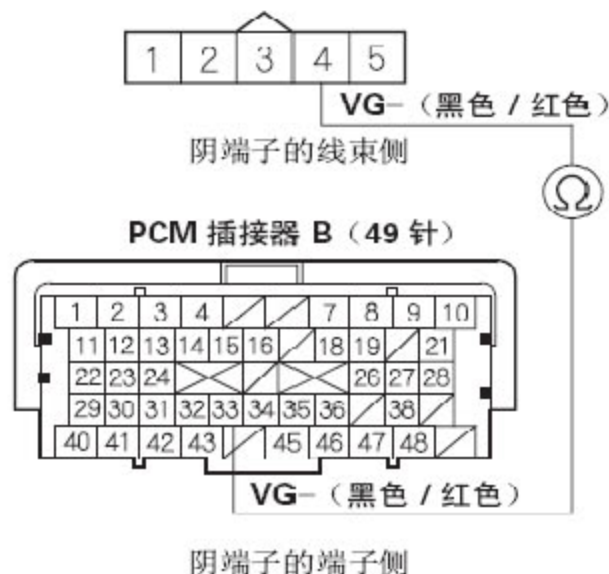 1 2 3 4 5
VG-（黑色 / 红色）
阴端子的线束侧
Ω
PCM 插接器 B（49 针）
1 2 3 4 7 8 9 10
11 12 13 14 15 16 18 19 21
22 23 24 26 27 28
29 30 31 32 33 34 35 36 38
40 41 42 43 45 46 47 48
VG-（黑色 / 红色）
阴端子的端子侧